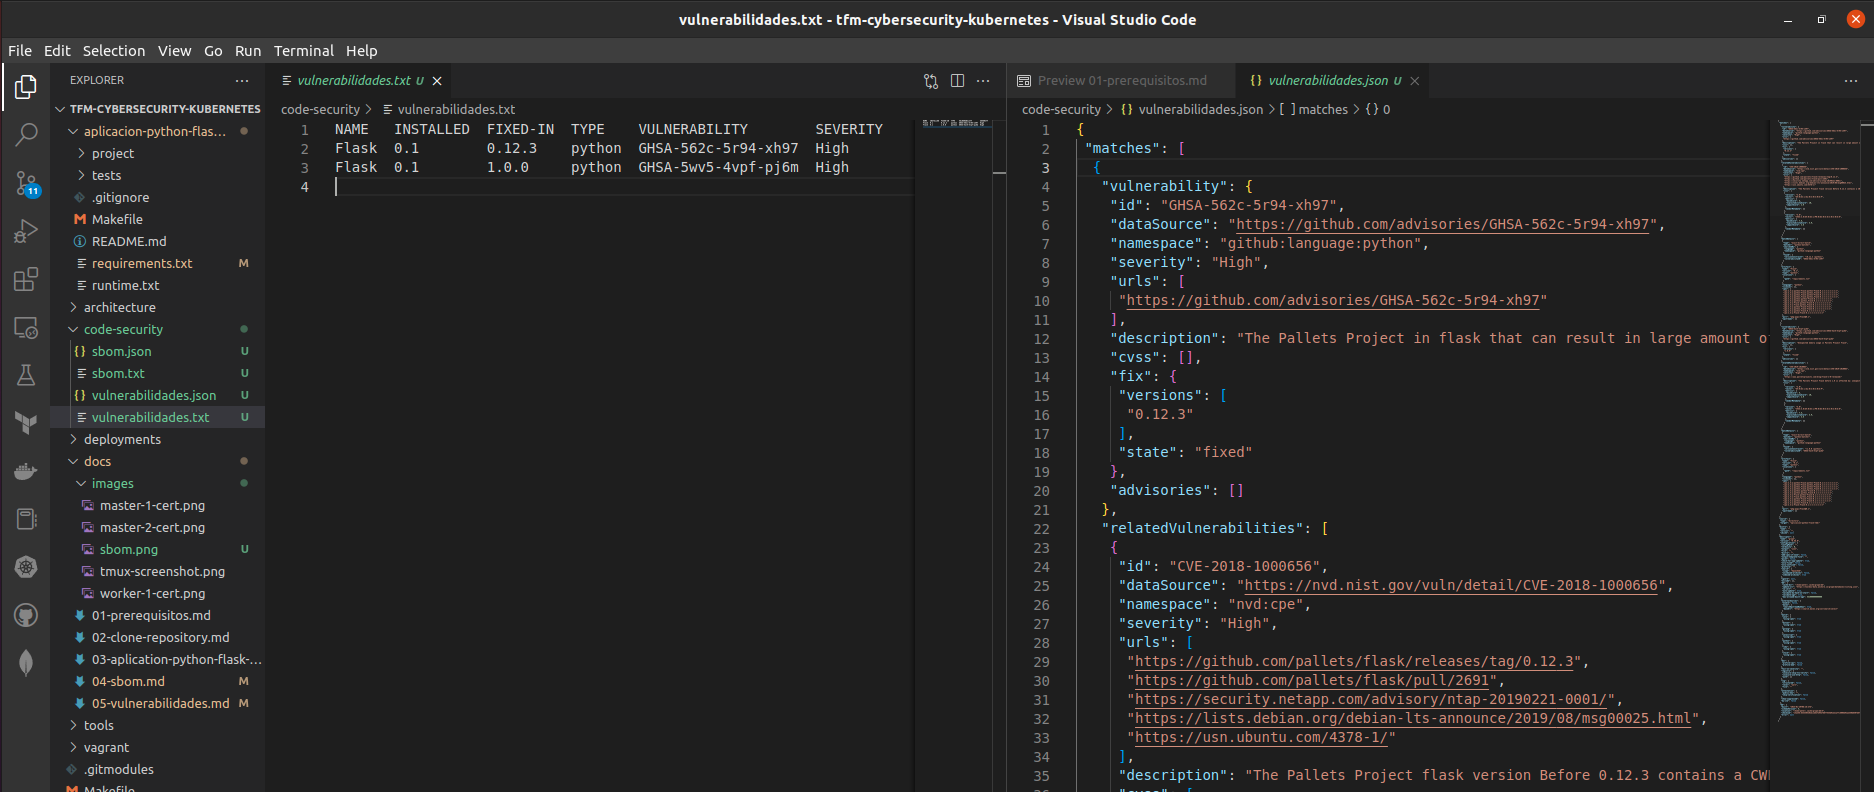 vulnerabilidades.txt - tfm-cybersecurity-kubernetes - Visual Studio Code
File Edit Selection View Go Run Terminal Help
EXPLORER
TFM-CYBERSECURITY-KUBERNETES
aplicacion-python-flas...
project
tests
.gitignore
Makefile
README.md
requirements.txt M
runtime.txt
architecture
code-security
sbom.json U
sbom.txt U
vulnerabilidades.json U
vulnerabilidades.txt U
deployments
docs
images
master-1-cert.png
master-2-cert.png
sbom.png U
tmux-screenshot.png
worker-1-cert.png
01-prerequisitos.md
02-clone-repository.md
03-aplication-python-flask-...
04-sbom.md M
05-vulnerabilidades.md M
tools
vagrant
.gitmodules
Makefile
11
vulnerabilidades.txt U
code-security > vulnerabilidades.txt
1 NAME INSTALLED FIXED-IN TYPE VULNERABILITY SEVERITY
2 Flask 0.1 0.12.3 python GHSA-562c-5r94-xh97 High
3 Flask 0.1 1.0.0 python GHSA-5wv5-4vpf-pj6m High
4
Preview 01-prerequisitos.md
{} vulnerabilidades.json U
code-security > {} vulnerabilidades.json > [ ] matches > {} 0
1 {
2 "matches": [
3 {
4 "vulnerability": {
5 "id": "GHSA-562c-5r94-xh97",
6 "dataSource": "https://github.com/advisories/GHSA-562c-5r94-xh97",
7 "namespace": "github:language:python",
8 "severity": "High",
9 "urls": [
10 "https://github.com/advisories/GHSA-562c-5r94-xh97"
11 ],
12 "description": "The Pallets Project in flask that can result in large amount o
13 "cvss": [],
14 "fix": {
15 "versions": [
16 "0.12.3"
17 ],
18 "state": "fixed"
19 },
20 "advisories": []
21 },
22 "relatedVulnerabilities": [
23 {
24 "id": "CVE-2018-1000656",
25 "dataSource": "https://nvd.nist.gov/vuln/detail/CVE-2018-1000656",
26 "namespace": "nvd:cpe",
27 "severity": "High",
28 "urls": [
29 "https://github.com/pallets/flask/releases/tag/0.12.3",
30 "https://github.com/pallets/flask/pull/2691",
31 "https://security.netapp.com/advisory/ntap-20190221-0001/",
32 "https://lists.debian.org/debian-lts-announce/2019/08/msg00025.html",
33 "https://usn.ubuntu.com/4378-1/"
34 ],
35 "description": "The Pallets Project flask version Before 0.12.3 contains a CW